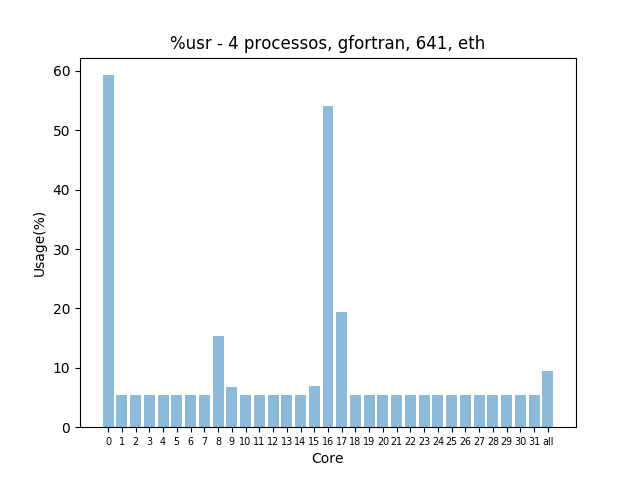 %usr - 4 processos, gfortran, 641, eth
60
50
40
30
20
10
0
Usage(%)
0 1 2 3 4 5 6 7 8 9 10 11 12 13 14 15 16 17 18 19 20 21 22 23 24 25 26 27 28 29 30 31 all
Core